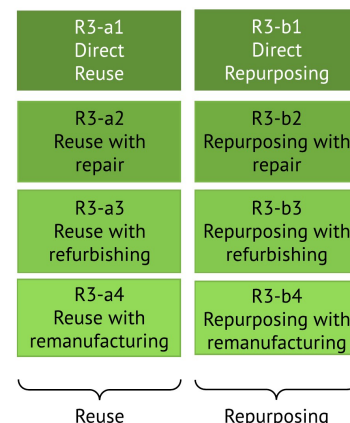 R3-a1
Direct
Reuse
R3-b1
Direct
Repurposing
R3-a2
Reuse with
repair
R3-b2
Repurposing with
repair
R3-a3
Reuse with
refurbishing
R3-b3
Repurposing with
refurbishing
R3-a4
Reuse with
remanufacturing
R3-b4
Repurposing with
remanufacturing
Reuse
Repurposing